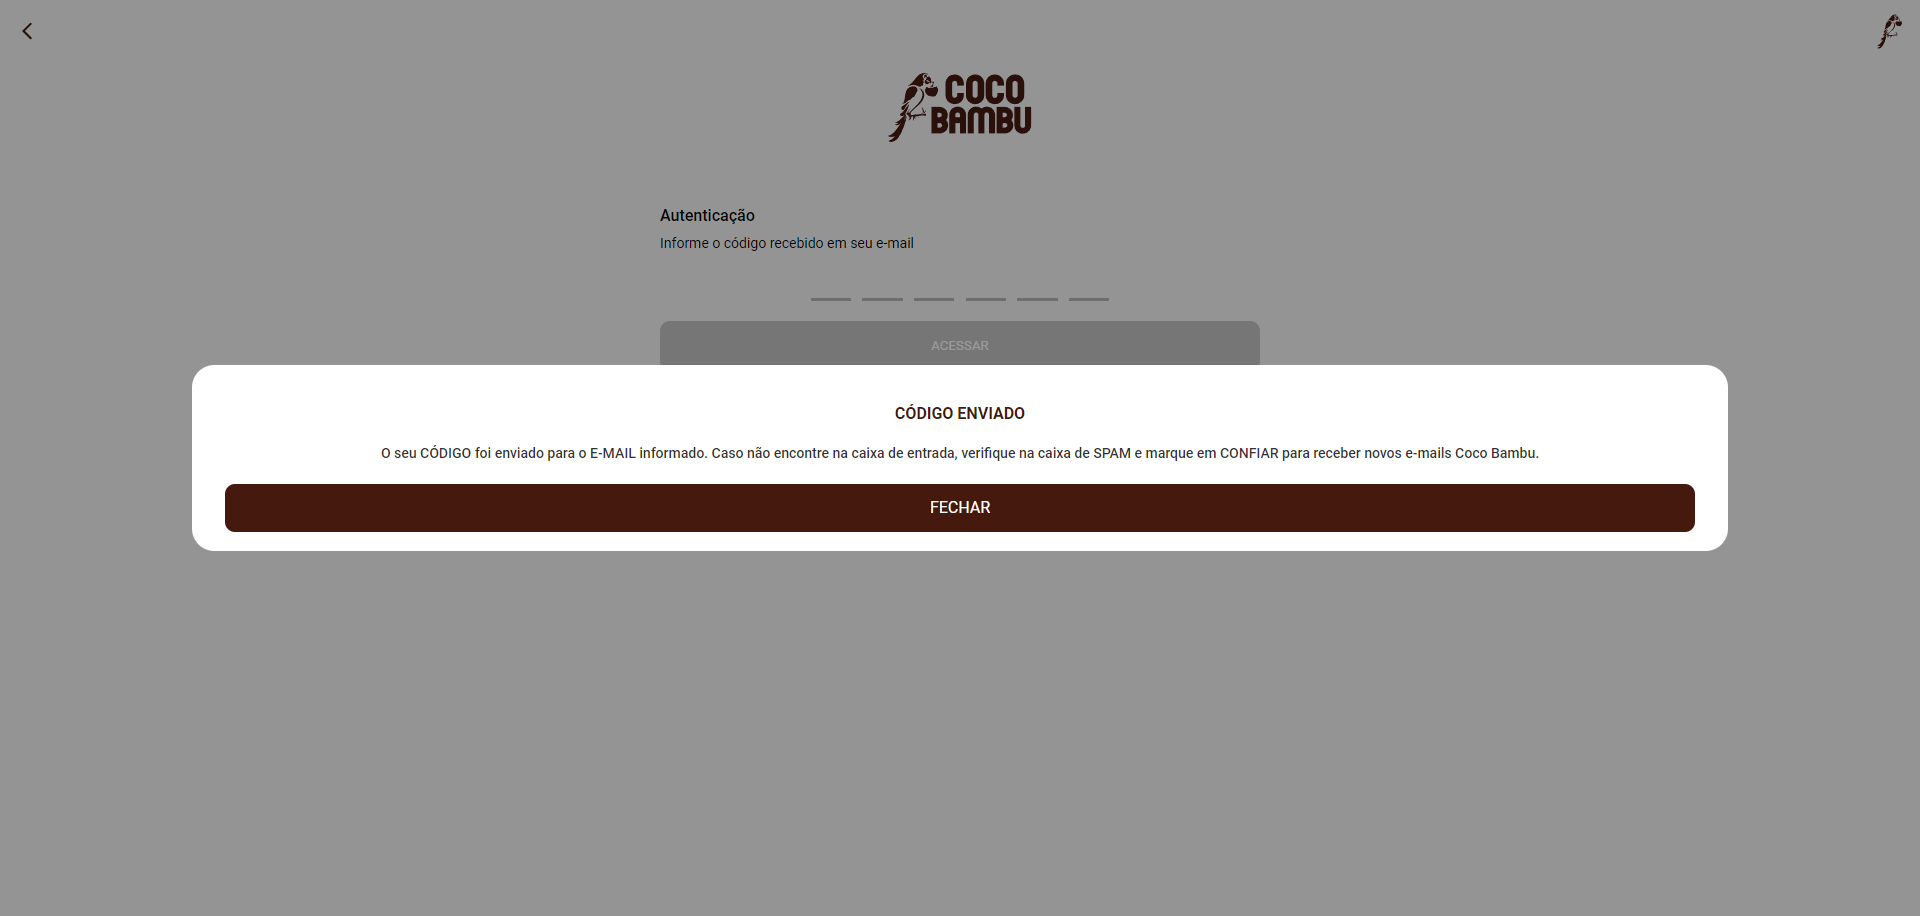 COCO
BAMBU
Autenticação
Informe o código recebido em seu e-mail
ACESSAR
CÓDIGO ENVIADO
O seu CÓDIGO foi enviado para o E-MAIL informado. Caso não encontre na caixa de entrada, verifique na caixa de SPAM e marque em CONFIAR para receber novos e-mails Coco Bambu.
FECHAR